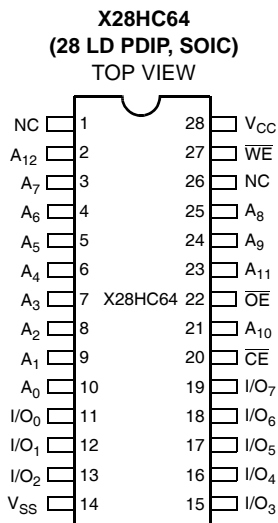 X28HC64
(28 LD PDIP, SOIC)
TOP VIEW
NC 1 28 VCC
A12 2 27 WE
A7 3 26 NC
A6 4 25 A8
A5 5 24 A9
A4 6 23 A11
A3 7 X28HC64 22 OE
A2 8 21 A10
A1 9 20 CE
A0 10 19 I/O7
I/O0 11 18 I/O6
I/O1 12 17 I/O5
I/O2 13 16 I/O4
VSS 14 15 I/O3